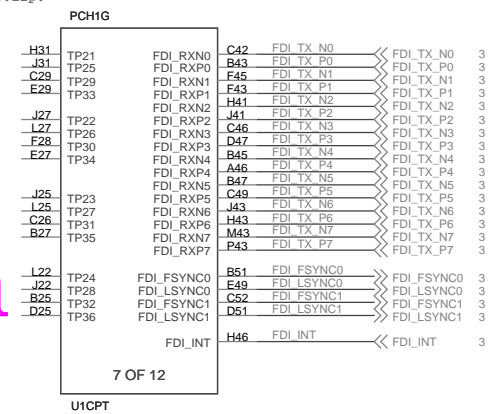 PCH1G
H31 TP21 FDI_RXN0 C42 FDI_TX_N0 FDI_TX_N0 3
J31 TP25 FDI_RXP0 B43 FDI_TX_P0 FDI_TX_P0 3
C29 TP29 FDI_RXN1 F45 FDI_TX_N1 FDI_TX_N1 3
E29 TP33 FDI_RXP1 F43 FDI_TX_P1 FDI_TX_P1 3
FDI_RXN2 H41 FDI_TX_N2 FDI_TX_N2 3
J27 TP22 FDI_RXP2 J41 FDI_TX_P2 FDI_TX_P2 3
L27 TP26 FDI_RXN3 C46 FDI_TX_N3 FDI_TX_N3 3
F28 TP30 FDI_RXP3 D47 FDI_TX_P3 FDI_TX_P3 3
E27 TP34 FDI_RXN4 B45 FDI_TX_N4 FDI_TX_N4 3
FDI_RXP4 A46 FDI_TX_P4 FDI_TX_P4 3
FDI_RXN5 B47 FDI_TX_N5 FDI_TX_N5 3
J25 TP23 FDI_RXP5 C49 FDI_TX_P5 FDI_TX_P5 3
L25 TP27 FDI_RXN6 J43 FDI_TX_N6 FDI_TX_N6 3
C26 TP31 FDI_RXP6 H43 FDI_TX_P6 FDI_TX_P6 3
B27 TP35 FDI_RXN7 M43 FDI_TX_N7 FDI_TX_N7 3
FDI_RXP7 P43 FDI_TX_P7 FDI_TX_P7 3
L22 TP24 FDI_FSYNC0 B51 FDI_FSYNC0 FDI_FSYNC0 3
J22 TP28 FDI_LSYNC0 E49 FDI_LSYNC0 FDI_LSYNC0 3
B25 TP32 FDI_FSYNC1 C52 FDI_FSYNC1 FDI_FSYNC1 3
D25 TP36 FDI_LSYNC1 D51 FDI_LSYNC1 FDI_LSYNC1 3
FDI_INT H46 FDI_INT FDI_INT 3
7 OF 12
U1CPT